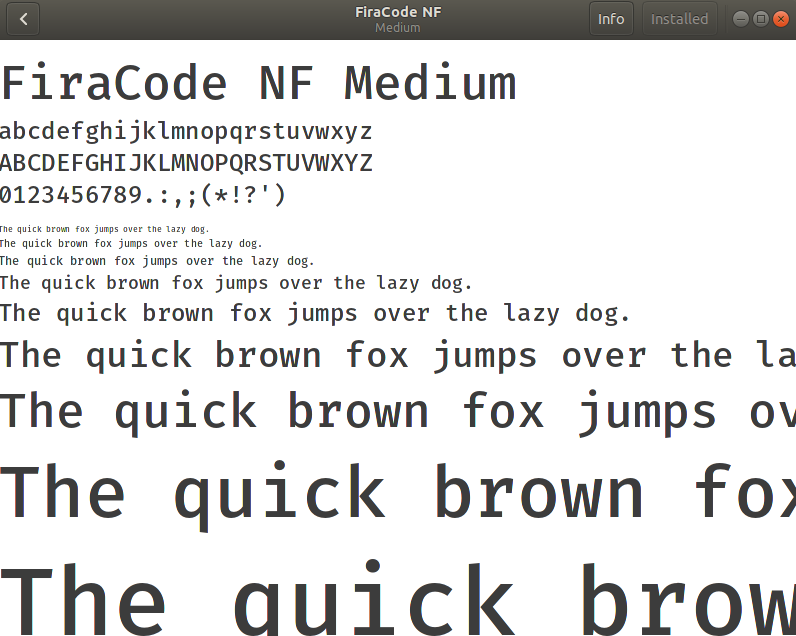 FiraCode NF
Medium
Info
Installed
FiraCode NF Medium
abcdefghijklmnopqrstuvwxyz
ABCDEFGHIJKLMNOPQRSTUVWXYZ
0123456789.:,;(*!?')
The quick brown fox jumps over the lazy dog.
The quick brown fox jumps over the lazy dog.
The quick brown fox jumps over the lazy dog.
The quick brown fox jumps over the lazy dog.
The quick brown fox jumps over the lazy dog.
The quick brown fox jumps over the la
The quick brown fox jumps ov
The quick brown fox
The quick brow